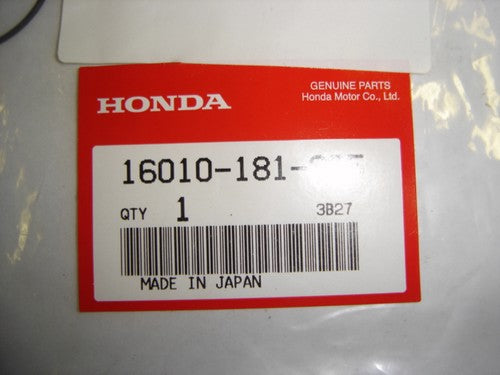 GENUINE PARTS
HONDA
Honda Motor Co., Ltd.
16010-181-
QTY 1 3B27
MADE IN JAPAN